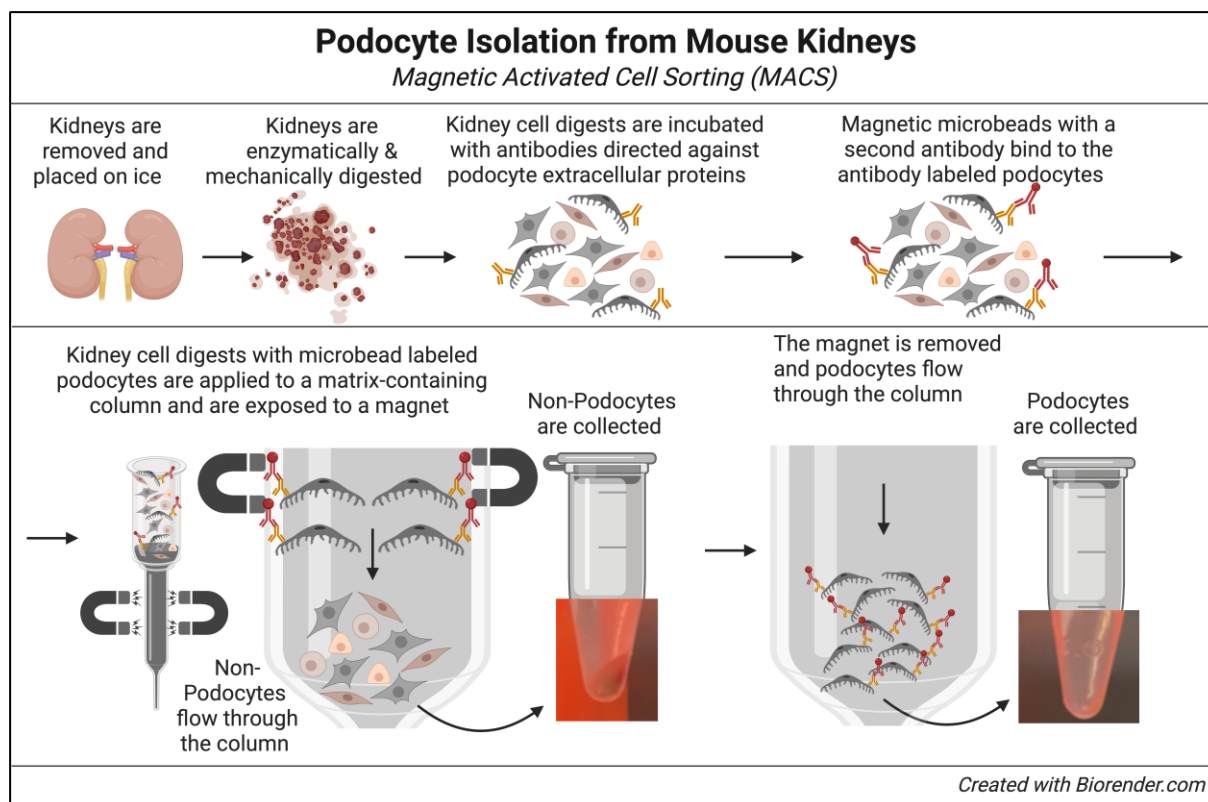 Podocyte Isolation from Mouse Kidneys
Magnetic Activated Cell Sorting (MACS)
Kidneys are
removed and
placed on ice
Kidneys are
enzymatically &
mechanically digested
Kidney cell digests are incubated
with antibodies directed against
podocyte extracellular proteins
Magnetic microbeads with a
second antibody bind to the
antibody labeled podocytes
Kidney cell digests with microbead labeled
podocytes are applied to a matrix-containing
column and are exposed to a magnet
Non-
Podocytes
flow through
the column
Non-Podocytes
are collected
The magnet is removed
and podocytes flow
through the column
Podocytes
are collected
Created with Biorender.com